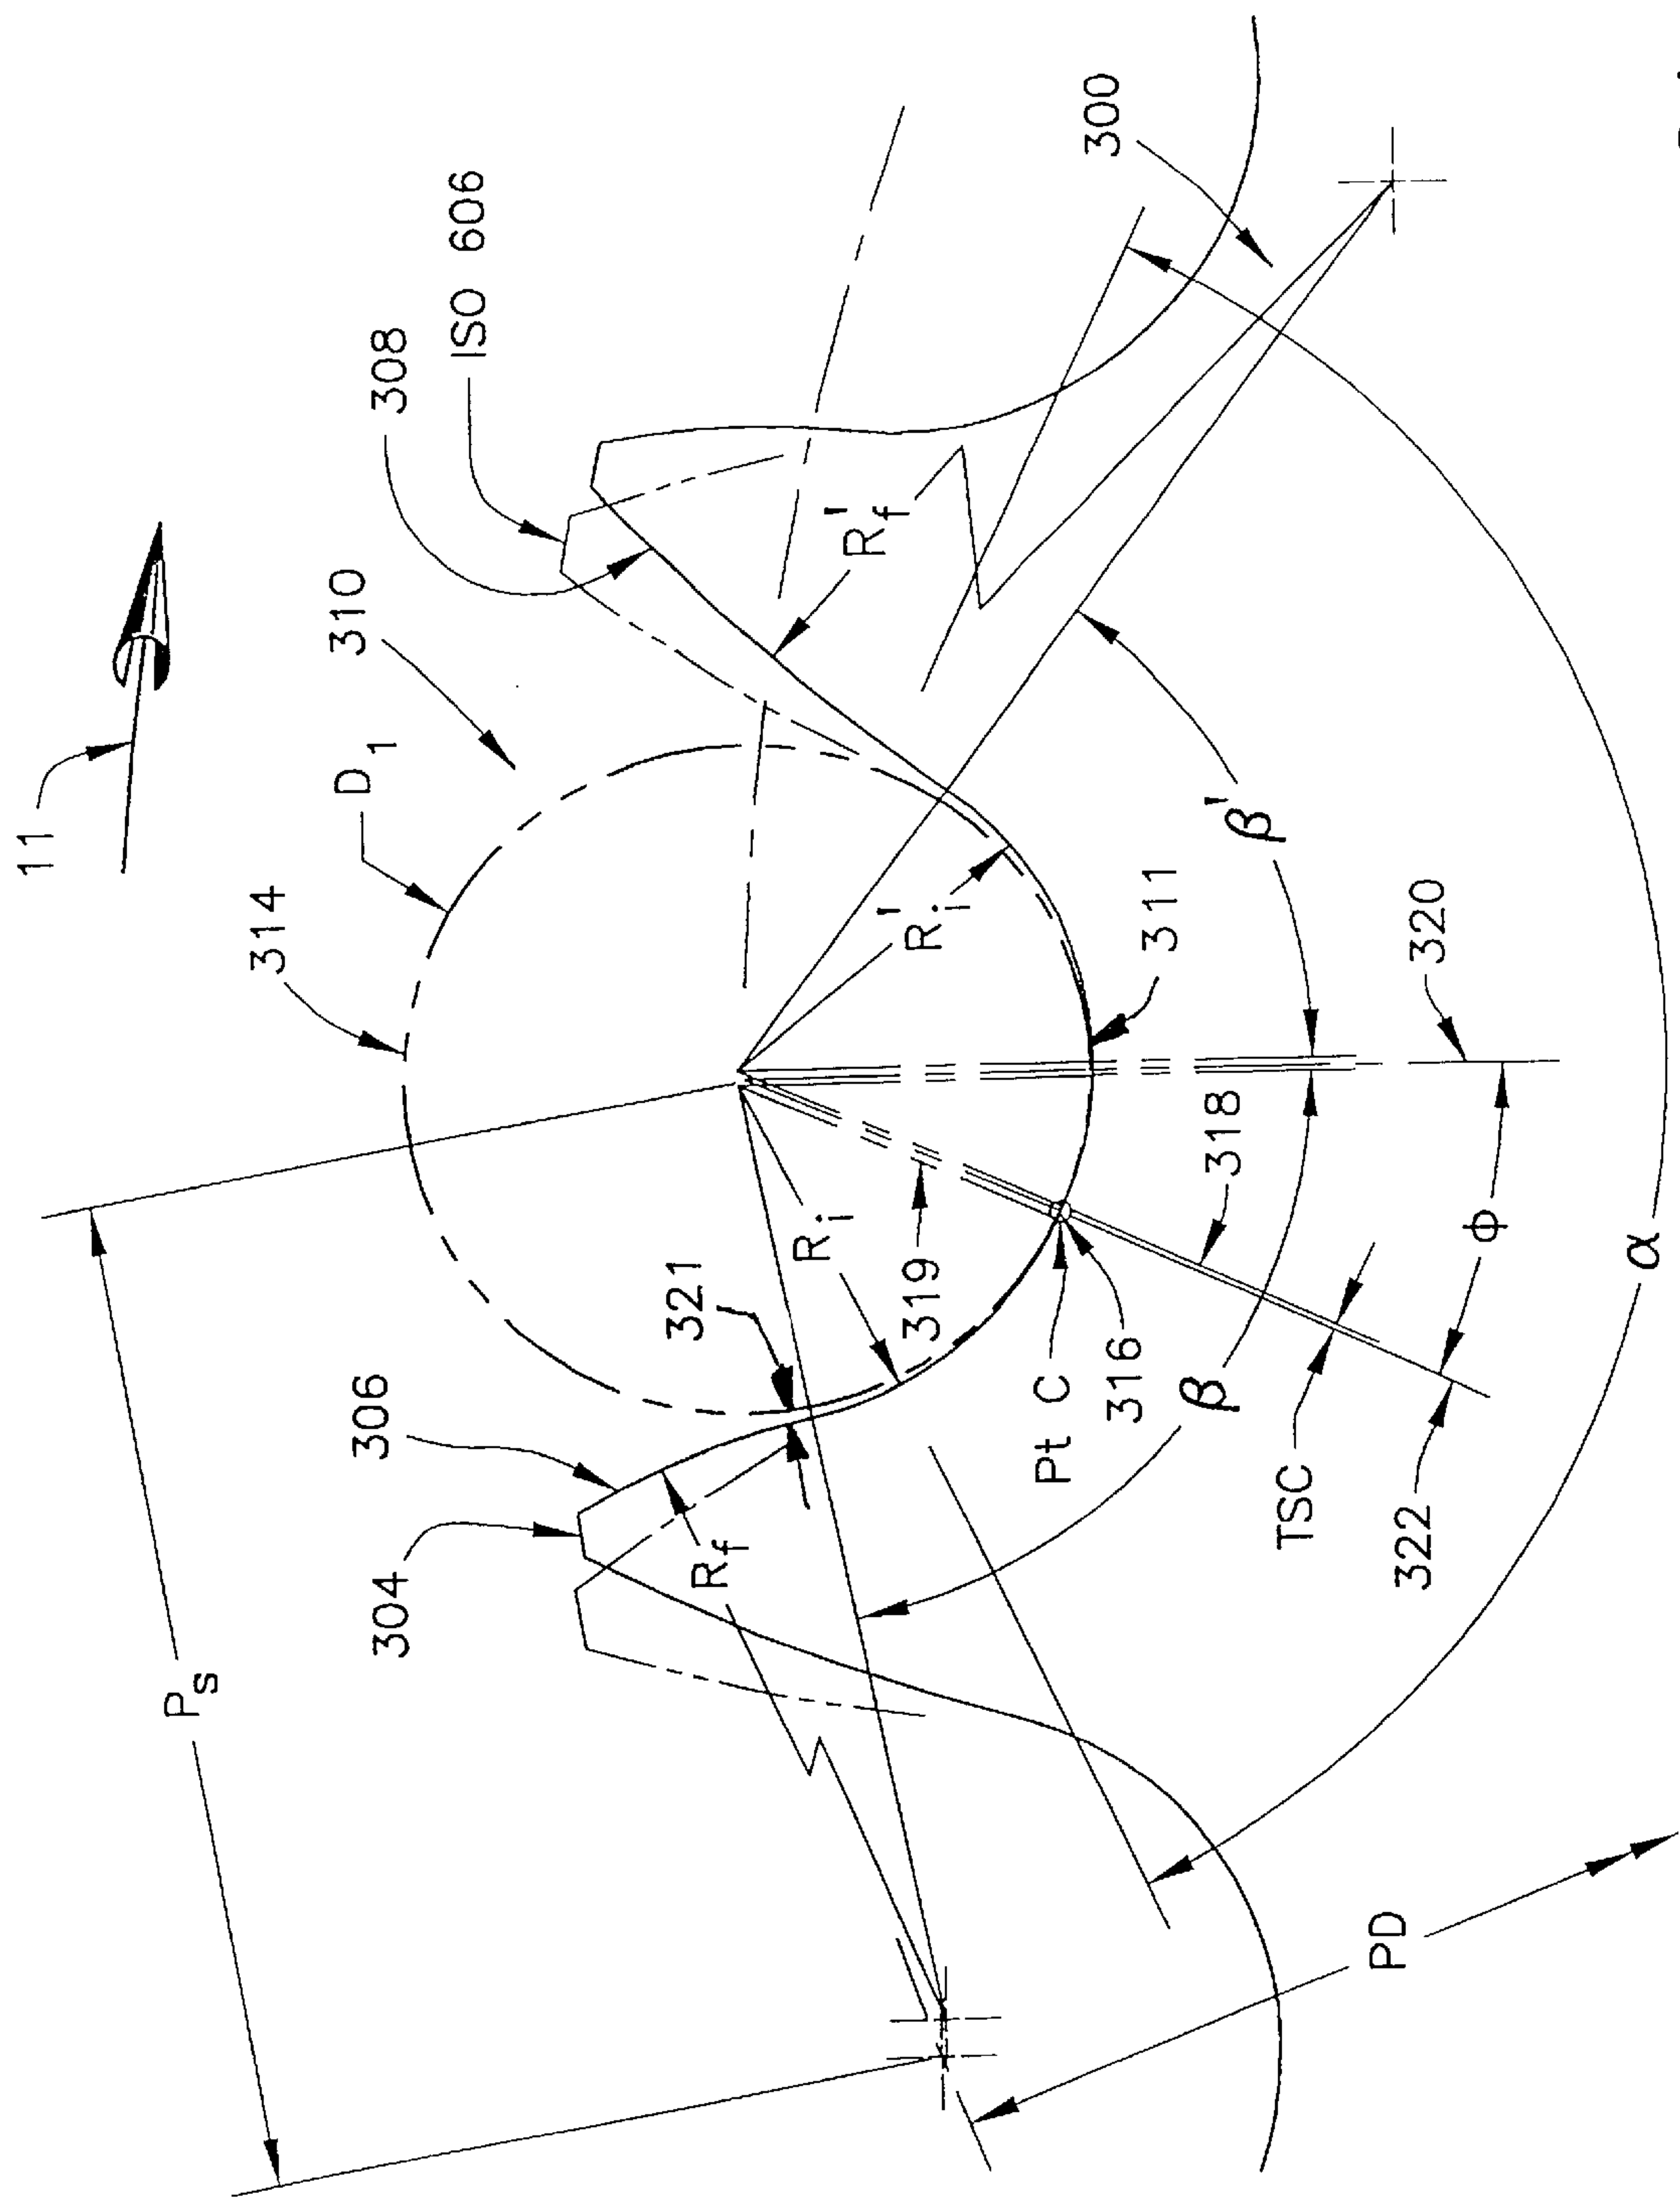 11
314
D1
310
308
ISO 606
300
Ps
304
306
321
Rf
R'f
Ri
R'i
319
Pt C
316
311
318
320
β
β'
TSC
322
φ
α
PD